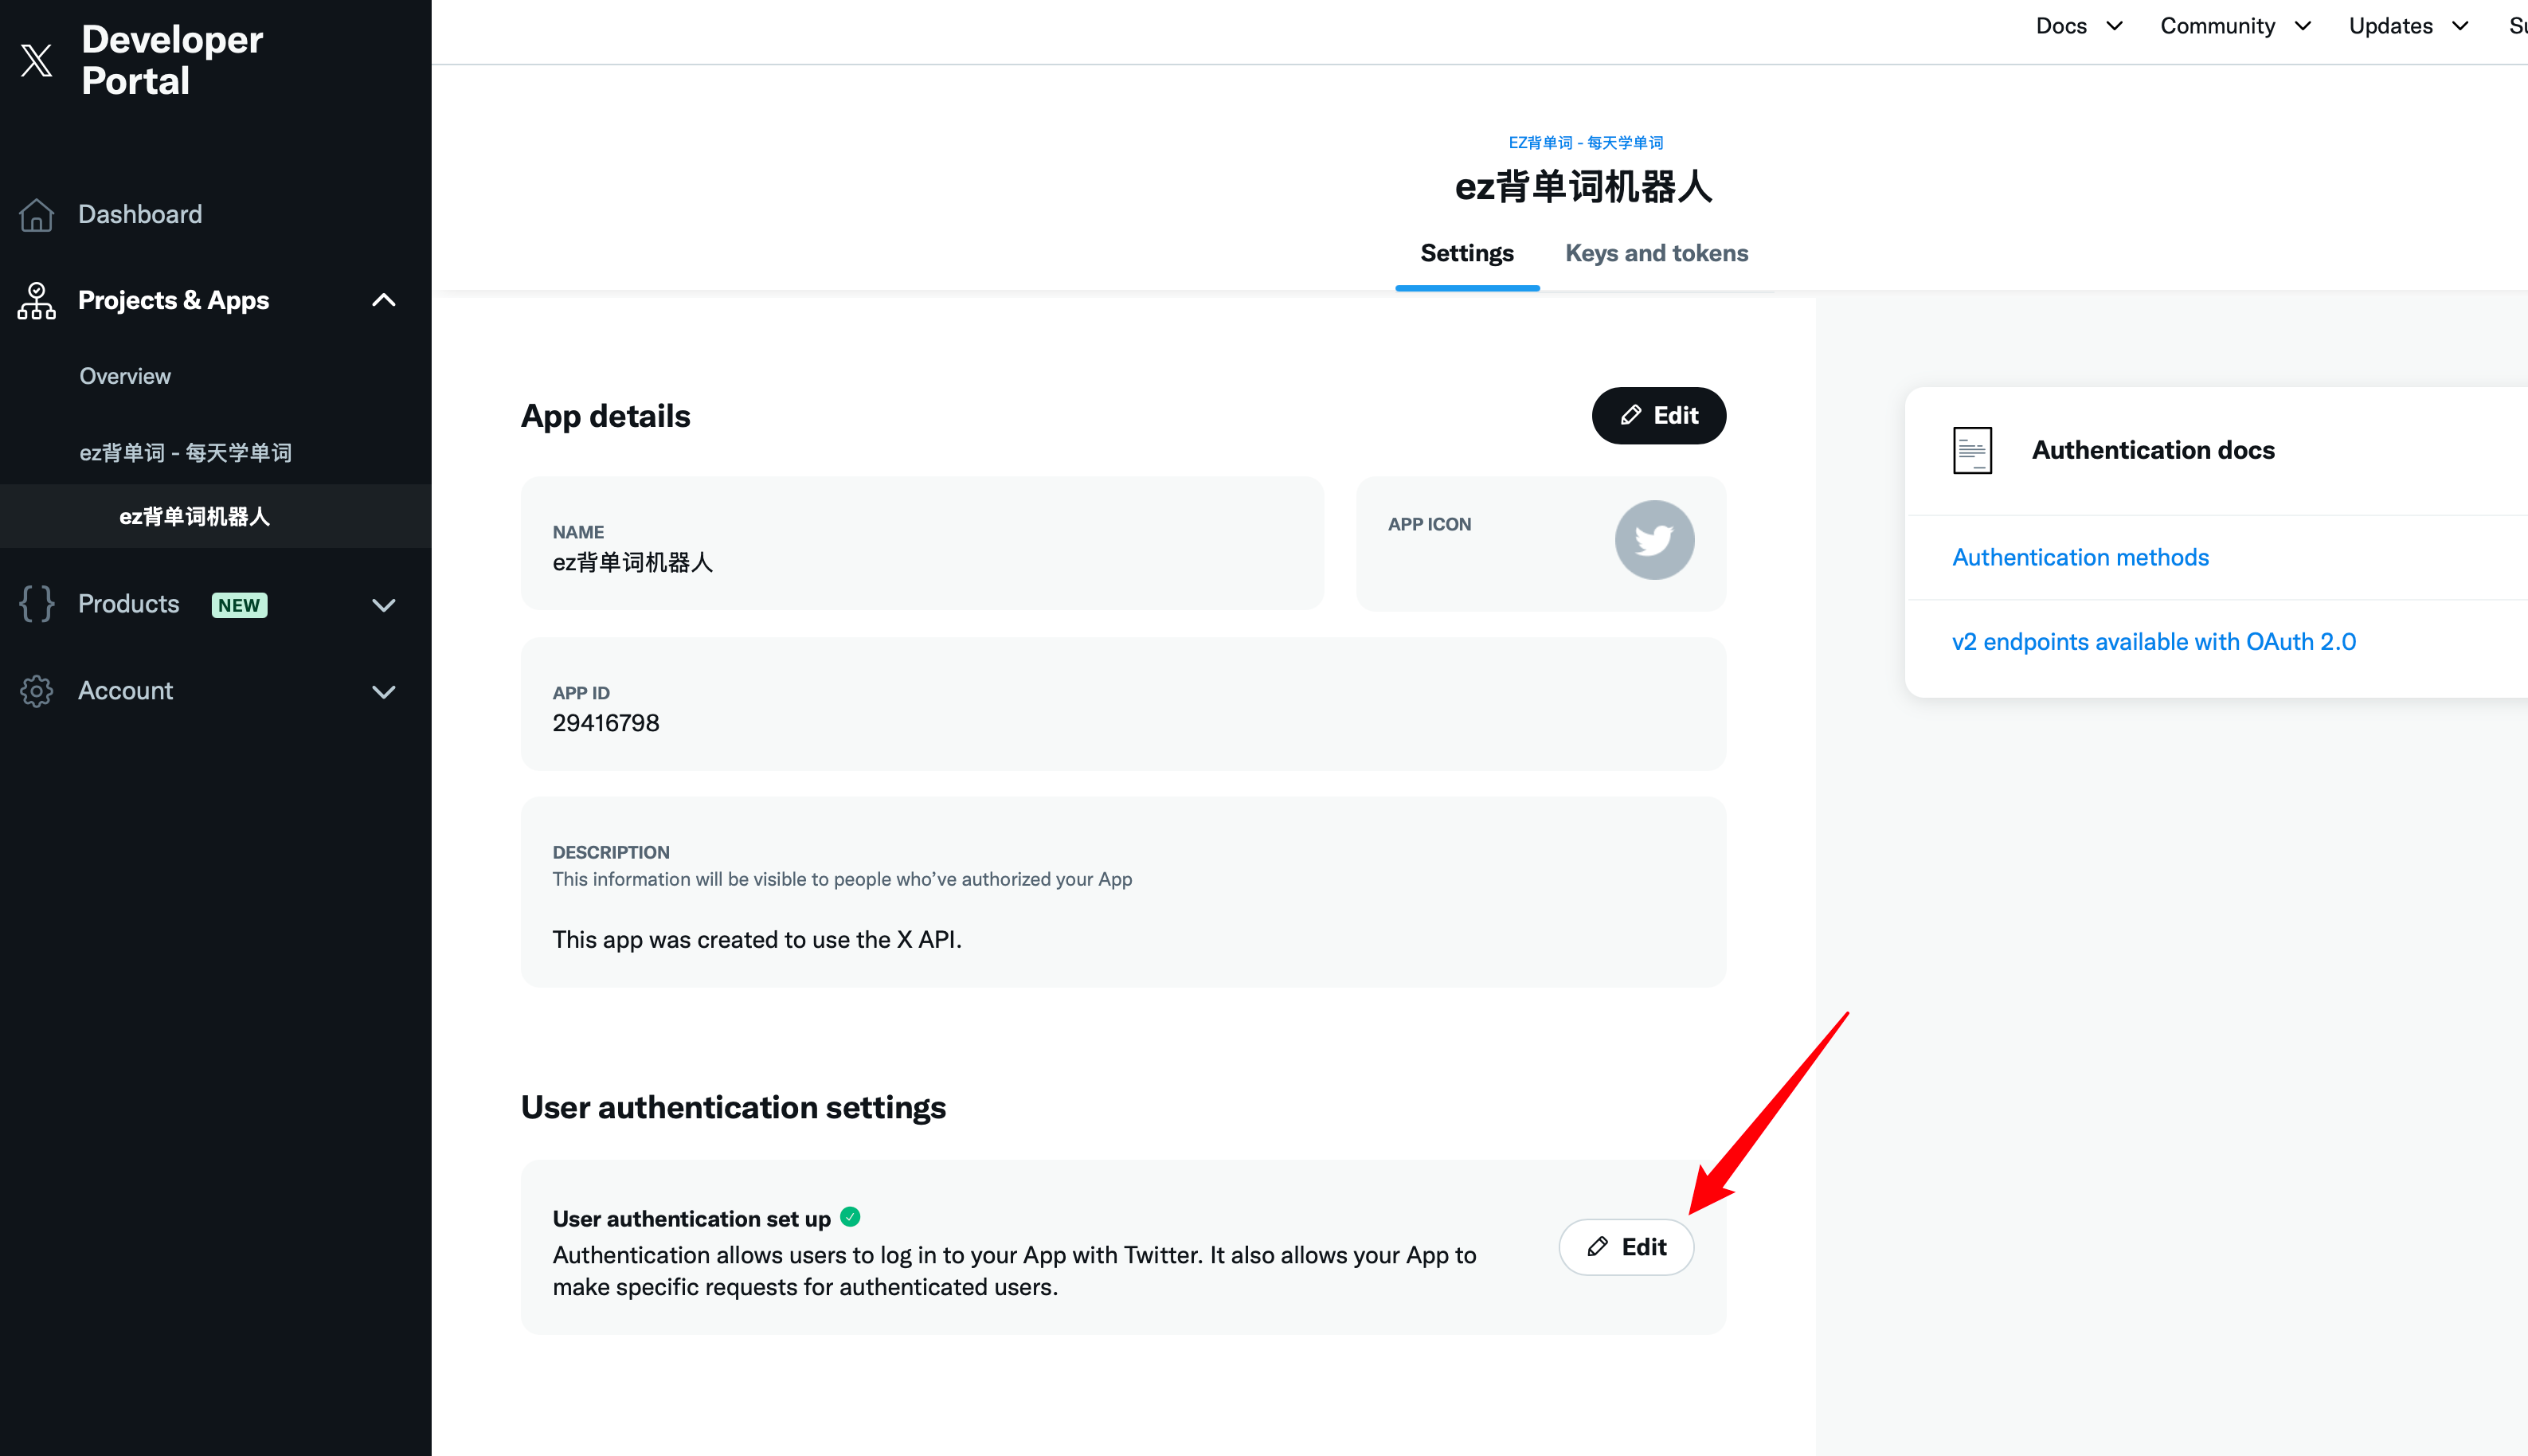 Developer
Portal
Dashboard
Projects & Apps
Overview
ez背单词 - 每天学单词
ez背单词机器人
Products NEW
Account
Docs
Community
Updates
EZ背单词 - 每天学单词
ez背单词机器人
Settings
Keys and tokens
App details
Edit
NAME
ez背单词机器人
APP ICON
APP ID
29416798
DESCRIPTION
This information will be visible to people who’ve authorized your App
This app was created to use the X API.
User authentication settings
User authentication set up
Authentication allows users to log in to your App with Twitter. It also allows your App to
make specific requests for authenticated users.
Edit
Authentication docs
Authentication methods
v2 endpoints available with OAuth 2.0